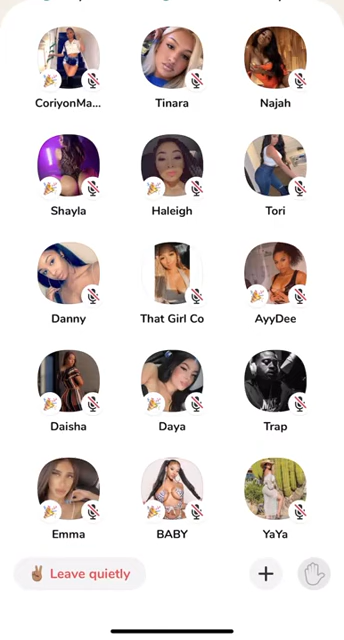 CoriyonMa...
Tinara
Najah
Shayla
Haleigh
Tori
Danny
That Girl Co
AyyDee
Daisha
Daya
Trap
Emma
BABY
YaYa
Leave quietly